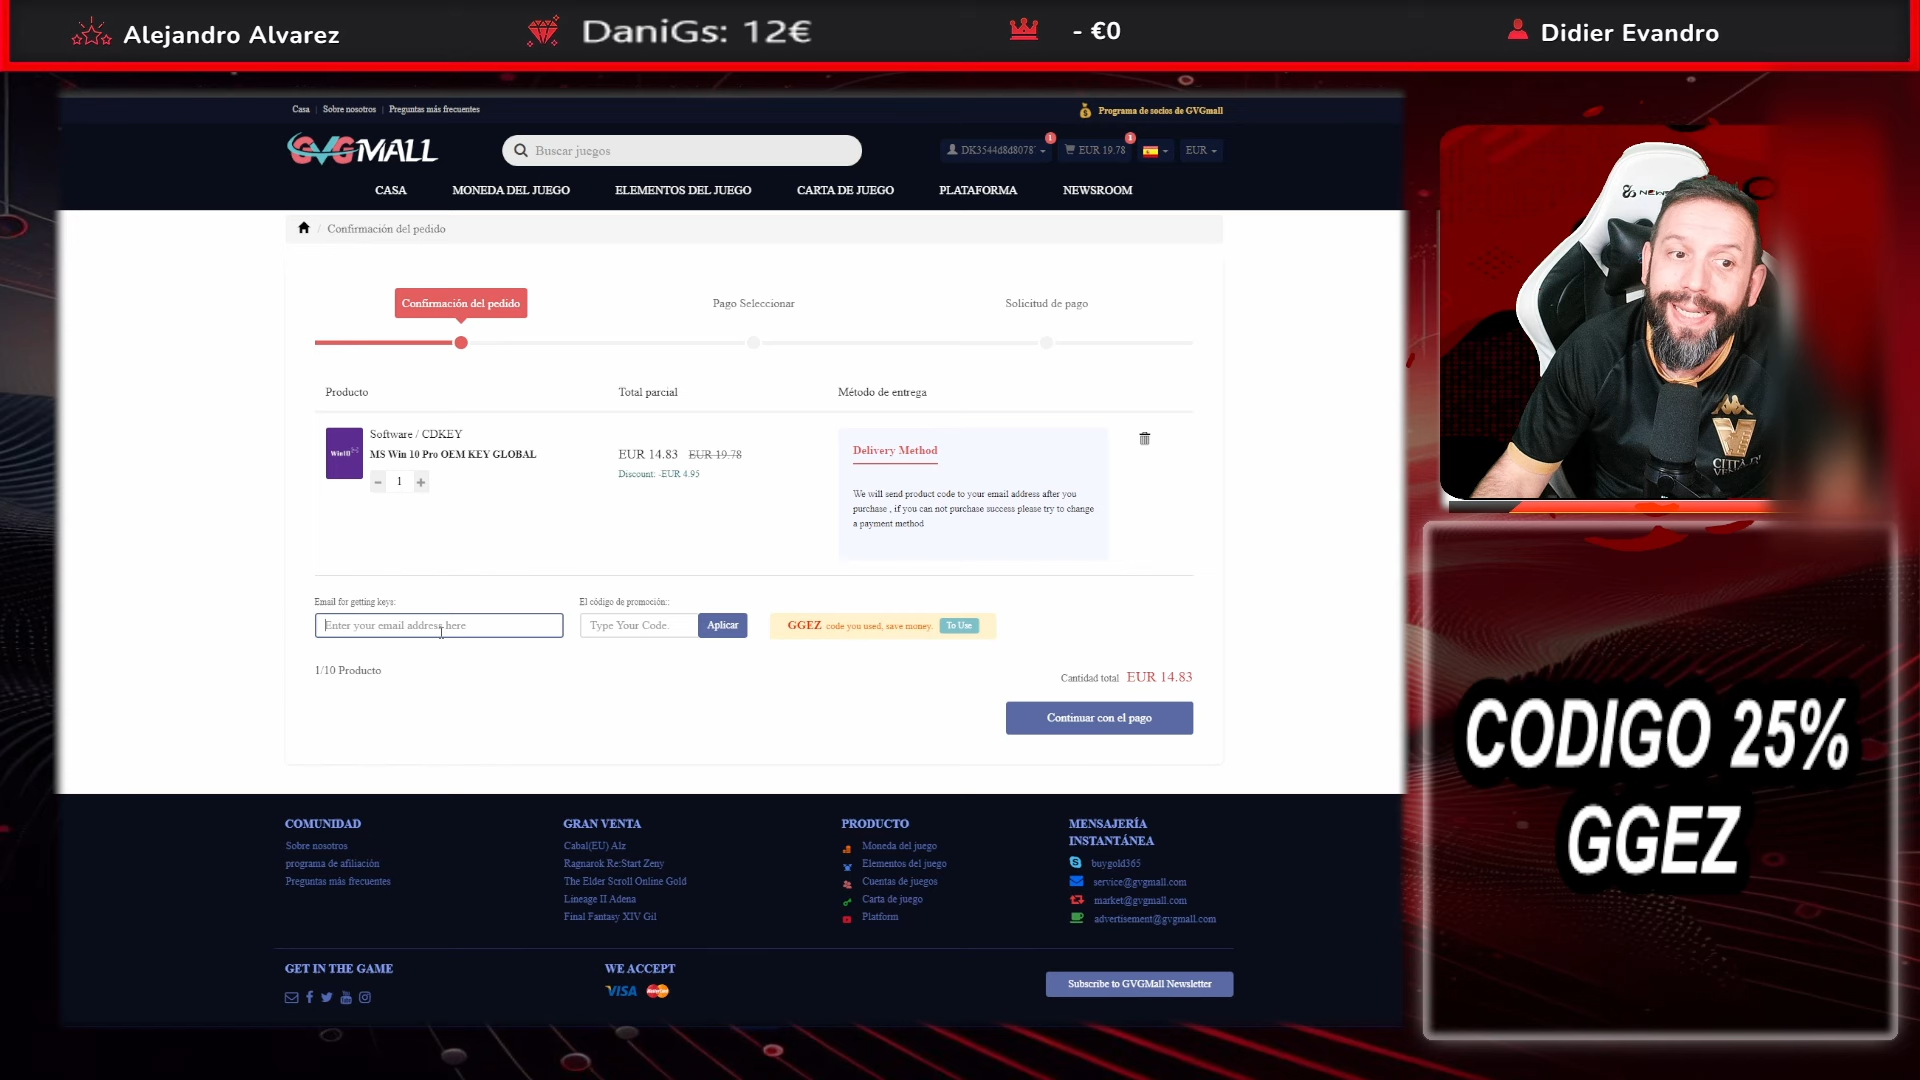 Alejandro Alvarez
DaniGs: 12€
- €0
Didier Evandro
Casa | Sobre nosotros | Preguntas más frecuentes
Programa de socios de GVGmall
GVGMALL
Buscar juegos
DK3544d8d8078
1
EUR 19.78
EUR
CASA
MONEDA DEL JUEGO
ELEMENTOS DEL JUEGO
CARTA DE JUEGO
PLATAFORMA
NEWSROOM
/ Confirmación del pedido
Confirmación del pedido
Pago Seleccionar
Solicitud de pago
Producto
Total parcial
Método de entrega
Win10
Software / CDKEY
MS Win 10 Pro OEM KEY GLOBAL
- 1 +
EUR 14.83 EUR 19.78
Discount: -EUR 4.95
Delivery Method
We will send product code to your email address after you
purchase , if you can not purchase success please try to change
a payment method
Email for getting keys:
Enter your email address here
El código de promoción::
Type Your Code.
Aplicar
GGEZ code you used, save money.
To Use
1/10 Producto
Cantidad total EUR 14.83
Continuar con el pago
COMUNIDAD
Sobre nosotros
programa de afiliación
Preguntas más frecuentes
GRAN VENTA
Cabal(EU) Alz
Ragnarok Re:Start Zeny
The Elder Scroll Online Gold
Lineage II Adena
Final Fantasy XIV Gil
PRODUCTO
Moneda del juego
Elementos del juego
Cuentas de juegos
Carta de juego
Platform
MENSAJERÍA
INSTANTÁNEA
buygold365
service@gvgmall.com
market@gvgmall.com
advertisement@gvgmall.com
GET IN THE GAME
WE ACCEPT
VISA
Subscribe to GVGMall Newsletter
CODIGO 25%
GGEZ